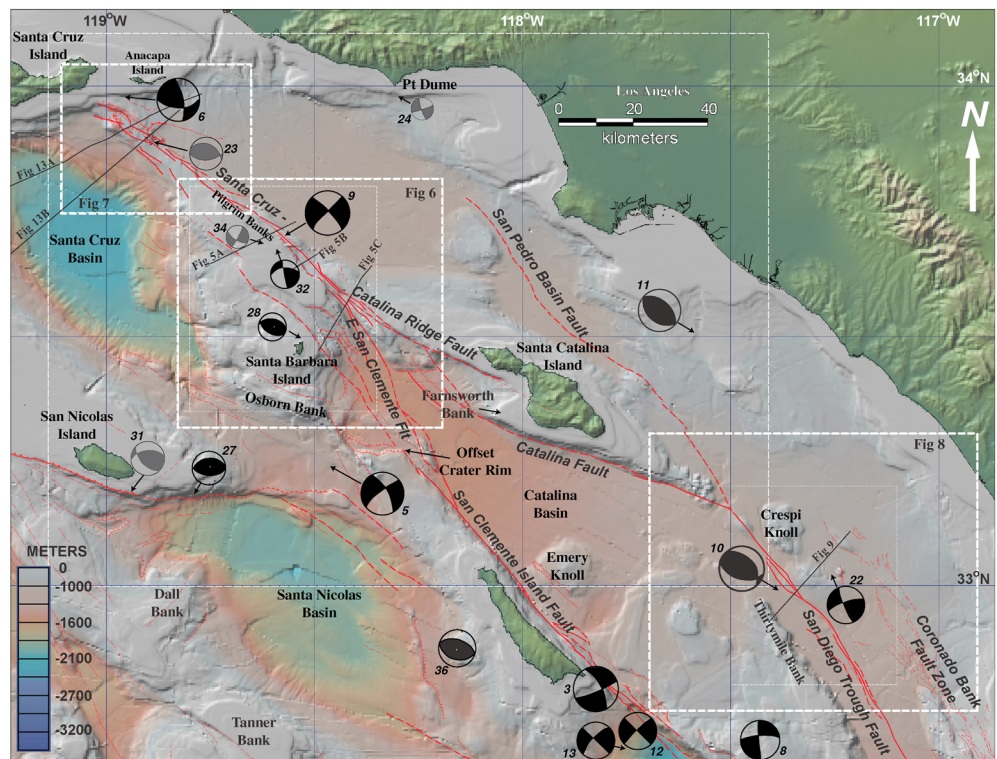 119°W
118°W
117°W
Santa Cruz
Island
Anacapa
Island
Pt Dume
34°N
Los Angeles
0 20 40
kilometers
N
6
24
23
Fig 13A
Fig 13B
Fig 7
Santa Cruz -
Catalina Ridge Fault
Pilgrim Banks
9
Fig 6
34
Fig 5A
Fig 5B
Fig 5C
32
Santa Cruz
Basin
San Pedro Basin Fault
11
28
Santa Barbara
Island
E San Clemente Flt
Santa Catalina
Island
Osborn Bank
Farnsworth
Bank
San Nicolas
Island
31
27
Offset
Crater Rim
Catalina Fault
Fig 8
5
Catalina
Basin
San Clemente Island Fault
Crespi
Knoll
Fig 9
10
22
METERS
0
-1000
-1600
-2100
-2700
-3200
Emery
Knoll
33°N
Dall
Bank
Santa Nicolas
Basin
Thirtymile Bank
San Diego Trough Fault
Coronado Bank
Fault Zone
36
3
Tanner
Bank
13
12
8